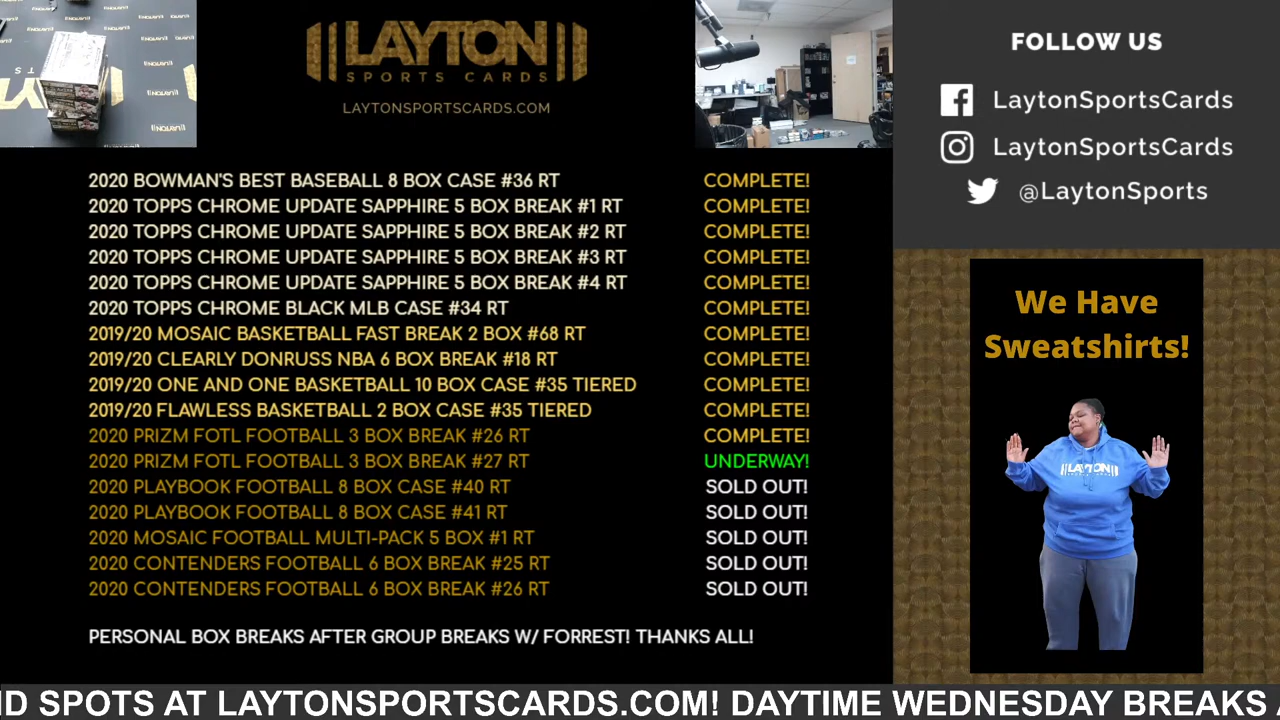 LAYTON
SPORTS CARDS
LAYTONSPORTSCARDS.COM
2020 BOWMAN'S BEST BASEBALL 8 BOX CASE #36 RT COMPLETE!
2020 TOPPS CHROME UPDATE SAPPHIRE 5 BOX BREAK #1 RT COMPLETE!
2020 TOPPS CHROME UPDATE SAPPHIRE 5 BOX BREAK #2 RT COMPLETE!
2020 TOPPS CHROME UPDATE SAPPHIRE 5 BOX BREAK #3 RT COMPLETE!
2020 TOPPS CHROME UPDATE SAPPHIRE 5 BOX BREAK #4 RT COMPLETE!
2020 TOPPS CHROME BLACK MLB CASE #34 RT COMPLETE!
2019/20 MOSAIC BASKETBALL FAST BREAK 2 BOX #68 RT COMPLETE!
2019/20 CLEARLY DONRUSS NBA 6 BOX BREAK #18 RT COMPLETE!
2019/20 ONE AND ONE BASKETBALL 10 BOX CASE #35 TIERED COMPLETE!
2019/20 FLAWLESS BASKETBALL 2 BOX CASE #35 TIERED COMPLETE!
2020 PRIZM FOTL FOOTBALL 3 BOX BREAK #26 RT COMPLETE!
2020 PRIZM FOTL FOOTBALL 3 BOX BREAK #27 RT UNDERWAY!
2020 PLAYBOOK FOOTBALL 8 BOX CASE #40 RT SOLD OUT!
2020 PLAYBOOK FOOTBALL 8 BOX CASE #41 RT SOLD OUT!
2020 MOSAIC FOOTBALL MULTI-PACK 5 BOX #1 RT SOLD OUT!
2020 CONTENDERS FOOTBALL 6 BOX BREAK #25 RT SOLD OUT!
2020 CONTENDERS FOOTBALL 6 BOX BREAK #26 RT SOLD OUT!
PERSONAL BOX BREAKS AFTER GROUP BREAKS W/ FORREST! THANKS ALL!
FOLLOW US
LaytonSportsCards
LaytonSportsCards
@LaytonSports
We Have
Sweatshirts!
LAYTON
SPOTS AT LAYTONSPORTSCARDS.COM! DAYTIME WEDNESDAY BREAKS